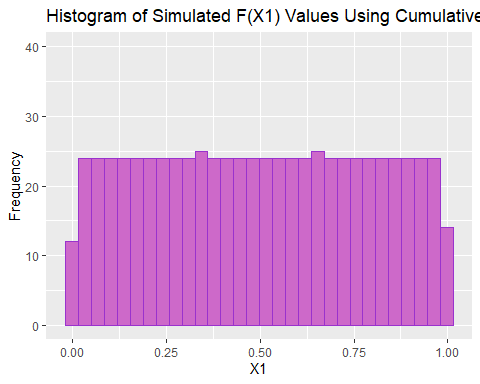 Histogram of Simulated F(X1) Values Using Cumulative
40
30
20
10
0
Frequency
0.00 0.25 0.50 0.75 1.00
X1